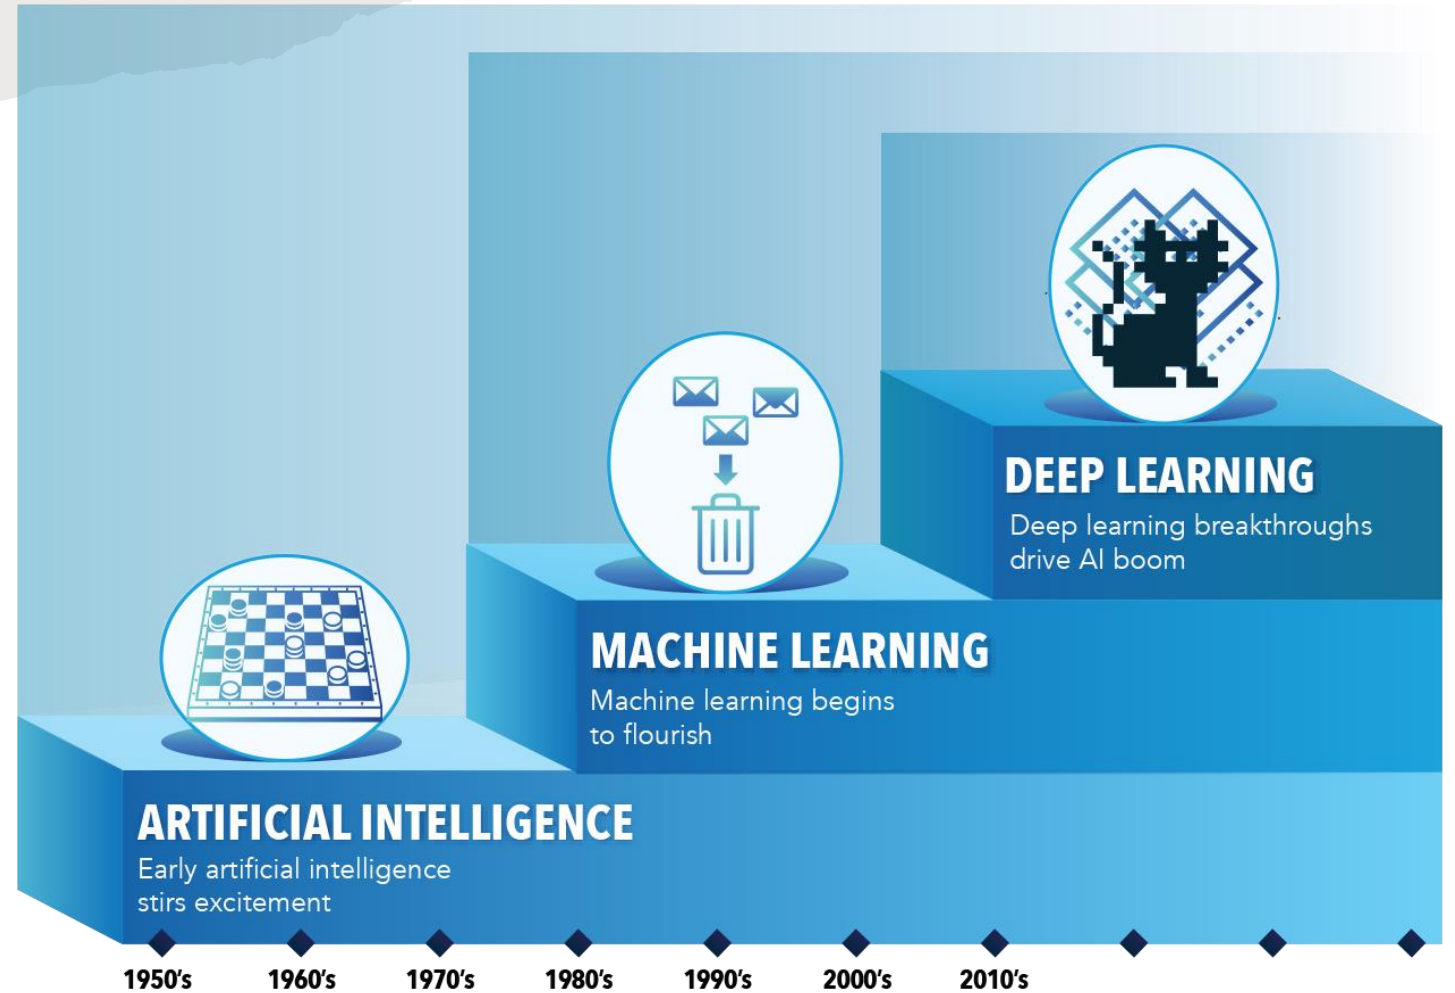 DEEP LEARNING
Deep learning breakthroughs
drive AI boom
MACHINE LEARNING
Machine learning begins
to flourish
ARTIFICIAL INTELLIGENCE
Early artificial intelligence
stirs excitement
1950's 1960's 1970's 1980's 1990's 2000's 2010's